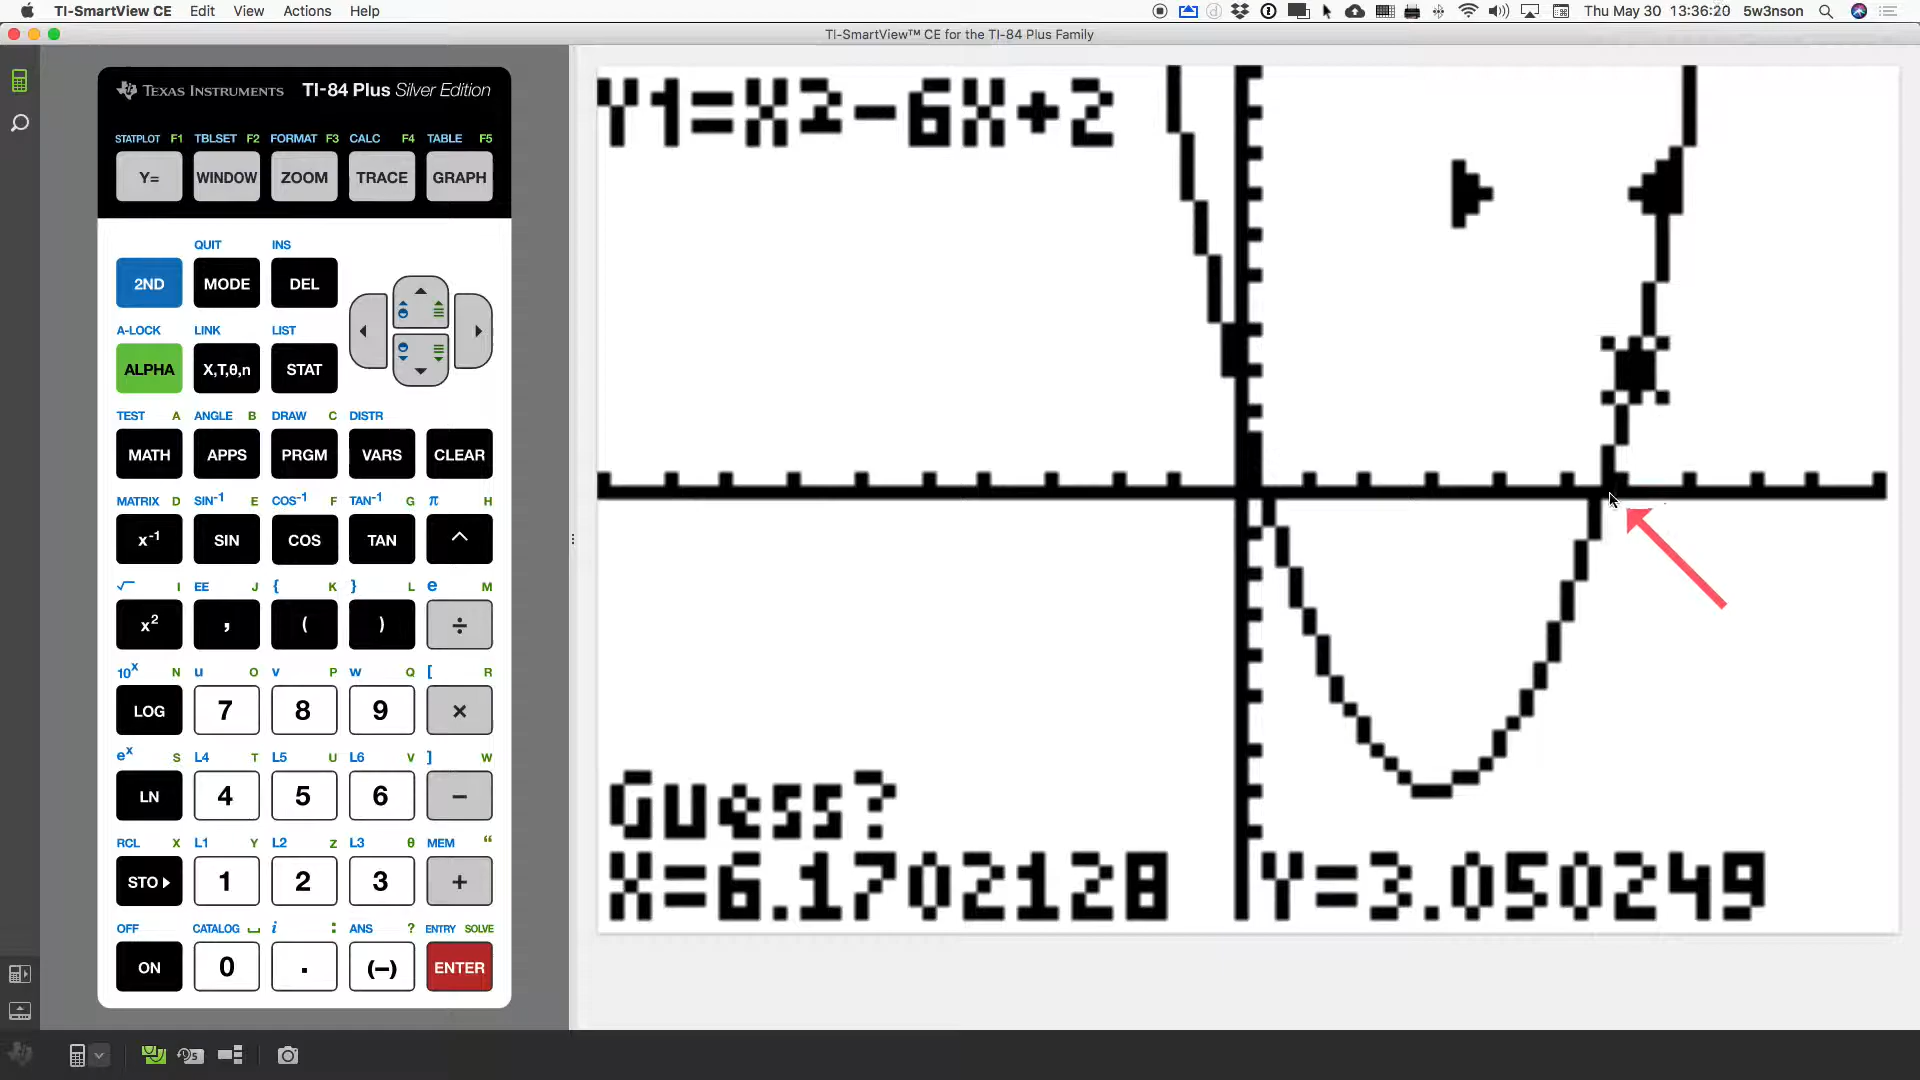 TI-SmartView CE Edit View Actions Help Thu May 30 13:36:20 5w3nson
TI-SmartView™ CE for the TI-84 Plus Family
TEXAS INSTRUMENTS TI-84 Plus Silver Edition
STATPLOT F1 TBLSET F2 FORMAT F3 CALC F4 TABLE F5
Y= WINDOW ZOOM TRACE GRAPH
QUIT INS
2ND MODE DEL
A-LOCK LINK LIST
ALPHA X,T,θ,n STAT
TEST A ANGLE B DRAW C DISTR
MATH APPS PRGM VARS CLEAR
MATRIX D SIN⁻¹ E COS⁻¹ F TAN⁻¹ G π H
x⁻¹ SIN COS TAN ^
√ I EE J { K } L e M
x² , ( ) ÷
10ˣ N u O v P w Q [ R
LOG 7 8 9 ×
eˣ S L4 T L5 U L6 V ] W
LN 4 5 6 −
RCL X L1 Y L2 Z L3 θ MEM “
STO▸ 1 2 3 +
OFF CATALOG ⎵ i : ANS ? ENTRY SOLVE
ON 0 . (−) ENTER
Y1=X²-6X+2
Guess?
X=6.1702128 Y=3.050249